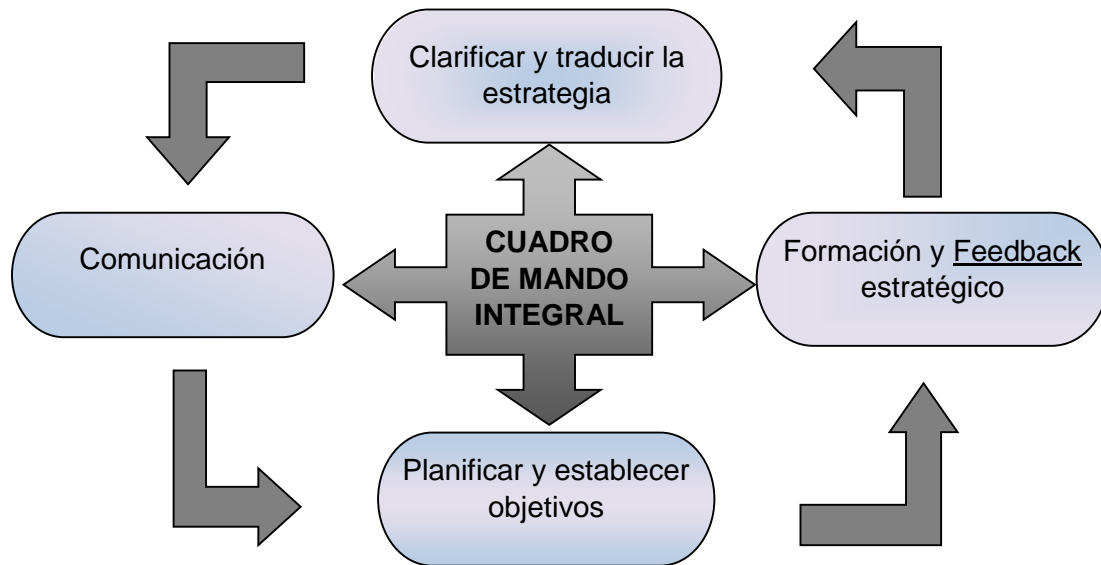 Clarificar y traducir la
estrategia
Comunicación
CUADRO
DE MANDO
INTEGRAL
Formación y Feedback
estratégico
Planificar y establecer
objetivos